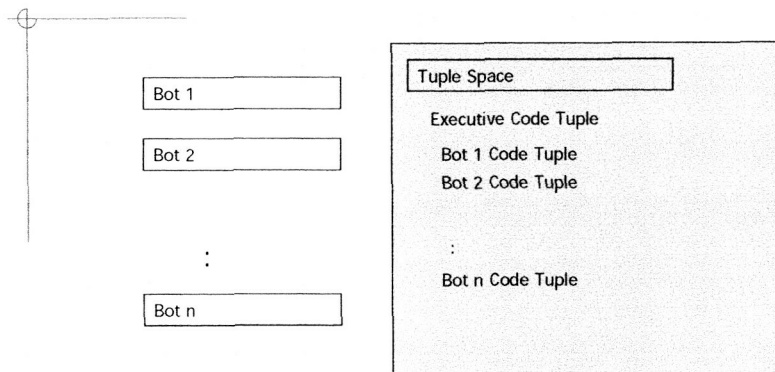 Bot 1
Bot 2
:
Bot n
Tuple Space
Executive Code Tuple
Bot 1 Code Tuple
Bot 2 Code Tuple
:
Bot n Code Tuple